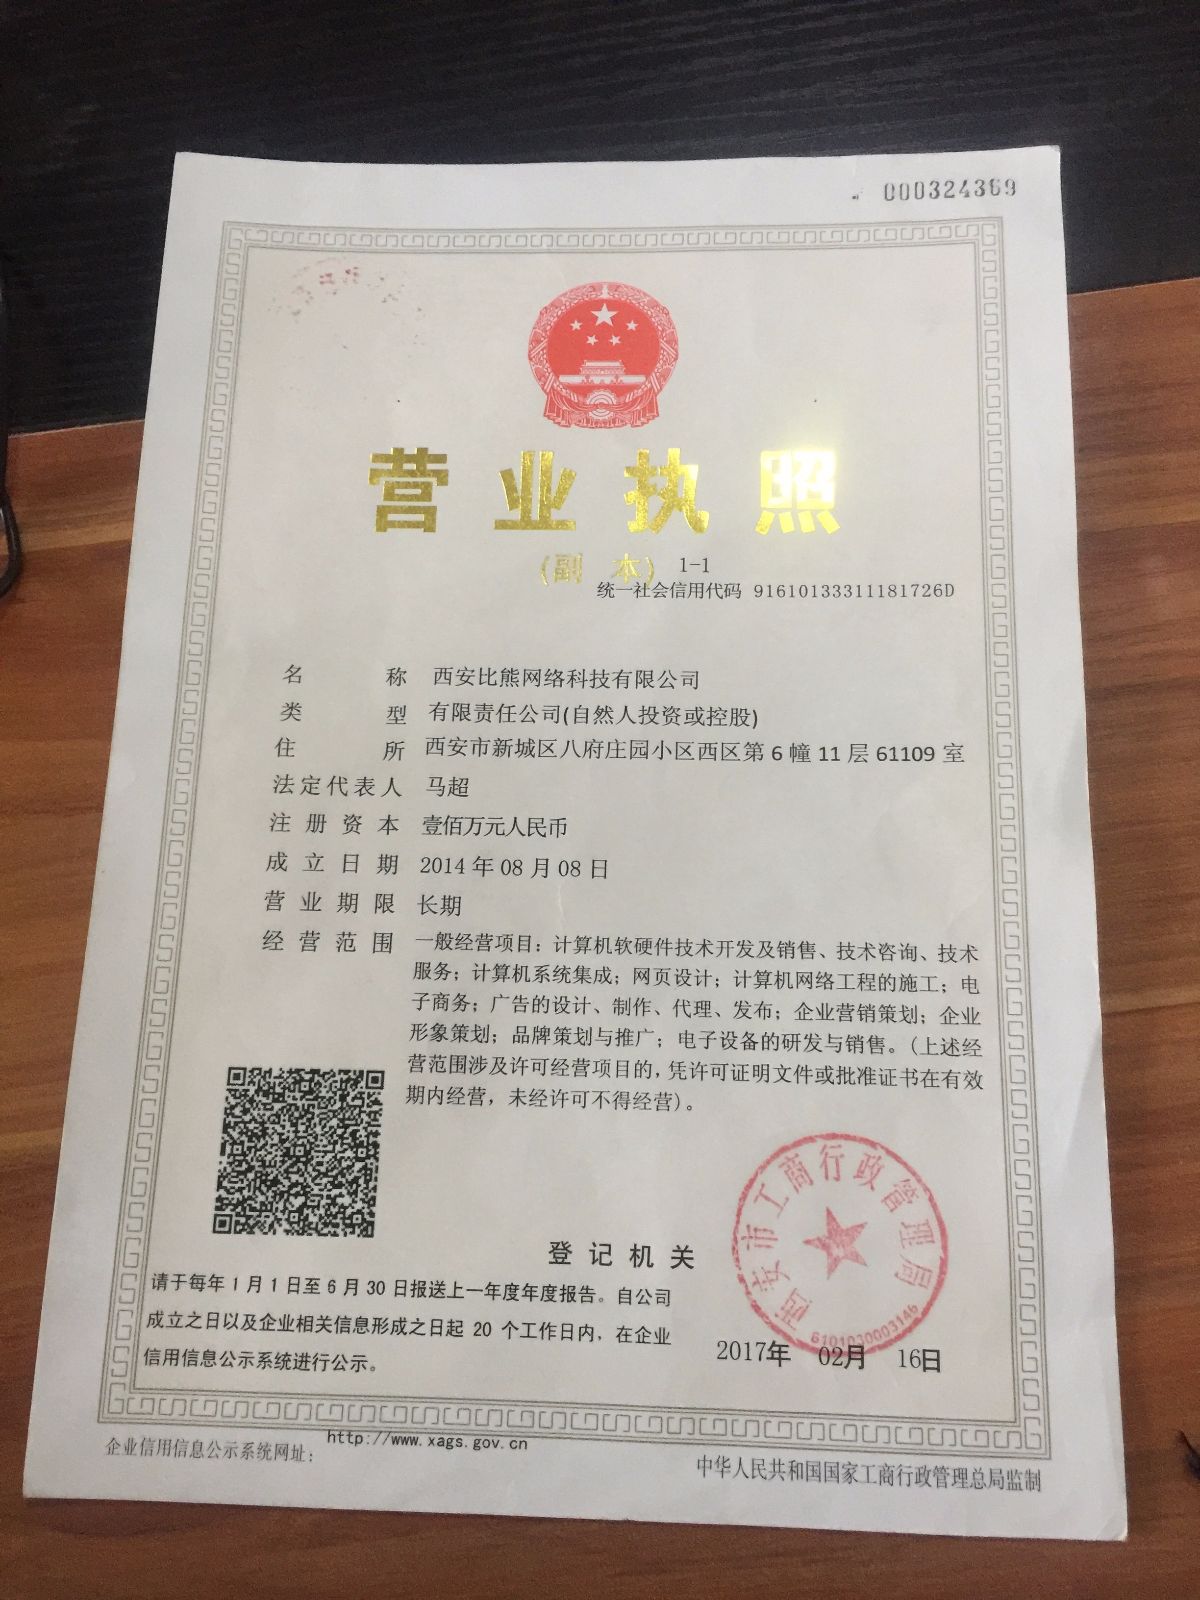 000324369
营业执照
(副 本) 1-1
统一社会信用代码 91610133311181726D
名 称 西安比熊网络科技有限公司
类 型 有限责任公司(自然人投资或控股)
住 所 西安市新城区八府庄园小区西区第 6 幢 11 层 61109 室
法定代表人 马超
注册资本 壹佰万元人民币
成立日期 2014 年 08 月 08 日
营业期限 长期
经营范围 一般经营项目：计算机软硬件技术开发及销售、技术咨询、技术
服务；计算机系统集成；网页设计；计算机网络工程的施工；电
子商务；广告的设计、制作、代理、发布；企业营销策划；企业
形象策划；品牌策划与推广；电子设备的研发与销售。(上述经
营范围涉及许可经营项目的，凭许可证明文件或批准证书在有效
期内经营，未经许可不得经营)。
西安市工商行政管理局
6101030003146
登记机关
请于每年 1 月 1 日至 6 月 30 日报送上一年度年度报告。自公司
成立之日以及企业相关信息形成之日起 20 个工作日内，在企业
信用信息公示系统进行公示。
2017年 02月 16日
企业信用信息公示系统网址： http://www.xags.gov.cn
中华人民共和国国家工商行政管理总局监制